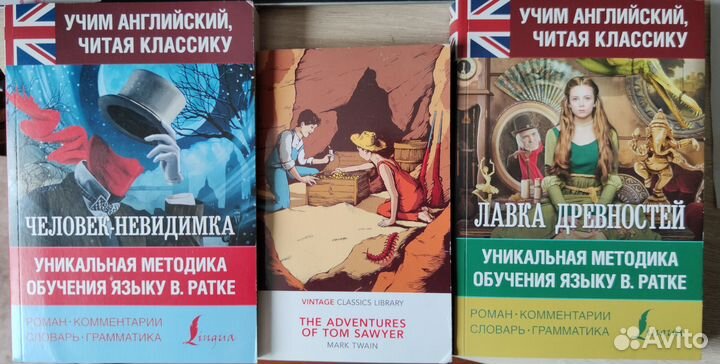 УЧИМ АНГЛИЙСКИЙ,
ЧИТАЯ КЛАССИКУ
ЧЕЛОВЕК-НЕВИДИМКА
УНИКАЛЬНАЯ МЕТОДИКА
ОБУЧЕНИЯ ЯЗЫКУ В. РАТКЕ
РОМАН·КОММЕНТАРИИ
СЛОВАРЬ·ГРАММАТИКА
Lingua
VINTAGE CLASSICS LIBRARY
THE ADVENTURES
OF TOM SAWYER
MARK TWAIN
УЧИМ АНГЛИЙСКИЙ,
ЧИТАЯ КЛАССИКУ
ЛАВКА ДРЕВНОСТЕЙ
УНИКАЛЬНАЯ МЕТОДИКА
ОБУЧЕНИЯ ЯЗЫКУ В. РАТКЕ
РОМАН·КОММЕНТАРИИ
СЛОВАРЬ·ГРАММАТИКА
Lingua
Avito